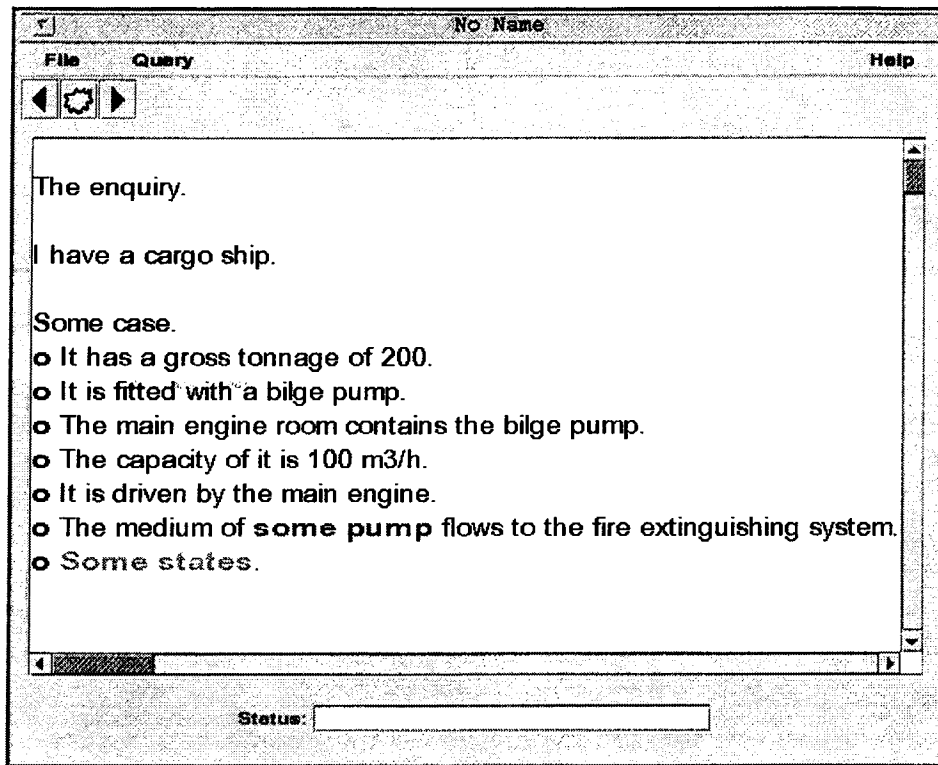 No Name
File Query Help
The enquiry.
I have a cargo ship.
Some case.
o It has a gross tonnage of 200.
o It is fitted with a bilge pump.
o The main engine room contains the bilge pump.
o The capacity of it is 100 m3/h.
o It is driven by the main engine.
o The medium of some pump flows to the fire extinguishing system.
o Some states.
Status: